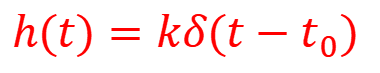 h(t) = kδ(t − t₀)